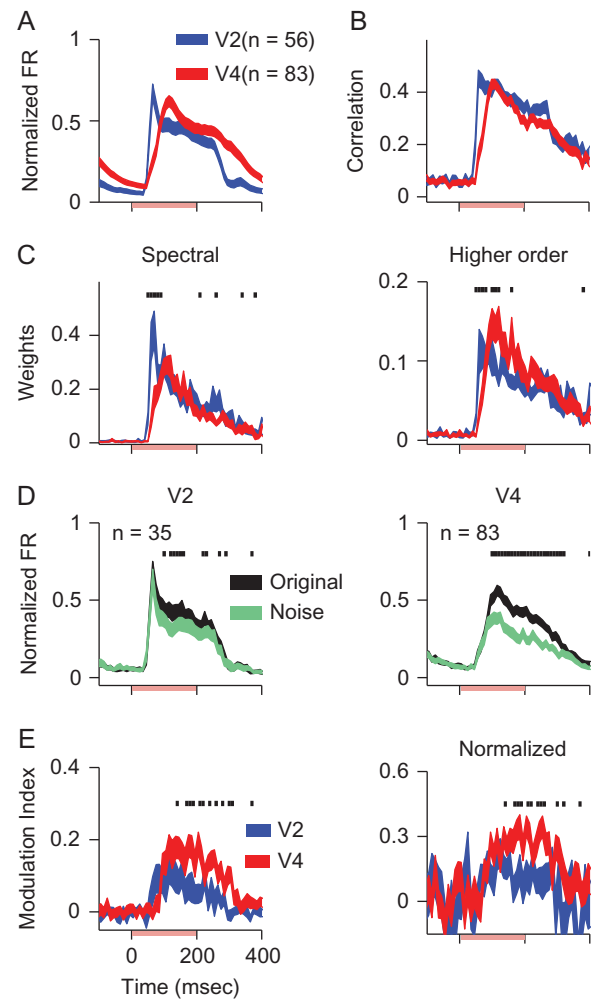 A
B
V2(n = 56)
V4(n = 83)
1
0.5
0
Normalized FR
0.4
0.2
0
Correlation
C
Spectral
Higher order
0.4
0.2
0
Weights
0.2
0.1
0
D
V2
V4
n = 35
n = 83
1
0.5
0
Normalized FR
Original
Noise
1
0.5
0
E
Normalized
0.4
0.2
0
Modulation Index
V2
V4
0.6
0.3
0
0 200 400
Time (msec)